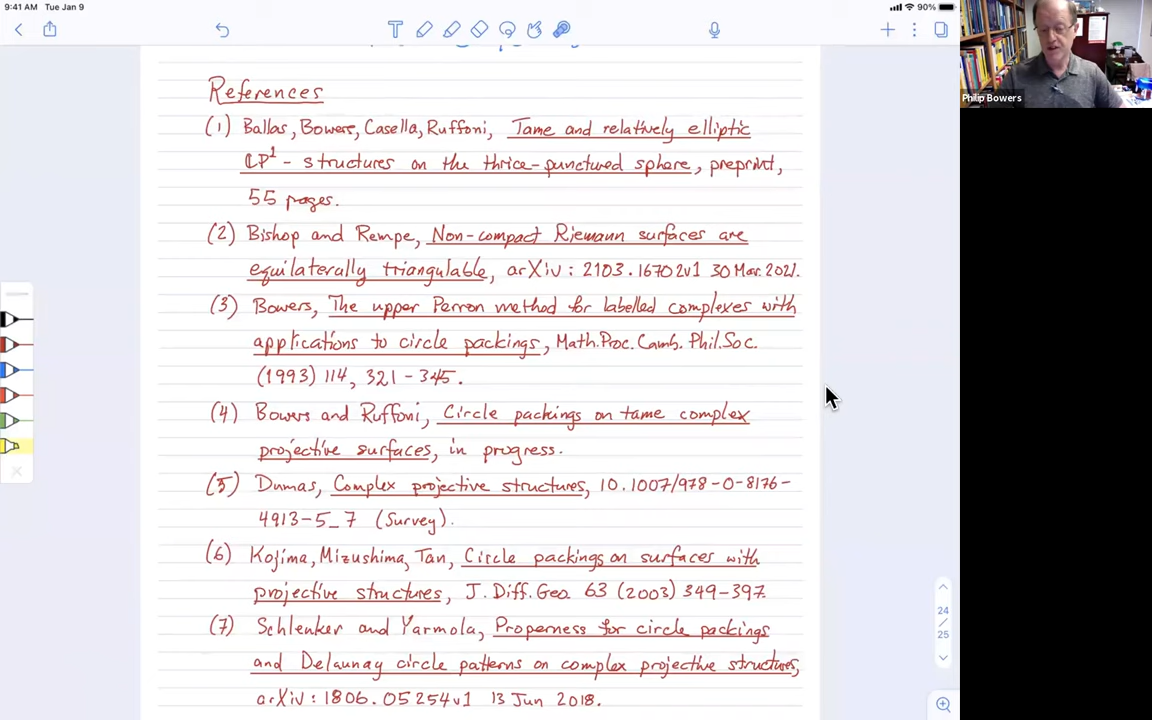 9:41 AM Tue Jan 9
90%
References
(1) Ballas, Bowers, Casella, Ruffoni, Tame and relatively elliptic
ℂP¹ - structures on the thrice-punctured sphere, preprint,
55 pages.
(2) Bishop and Rempe, Non-compact Riemann surfaces are
equilaterally triangulable, arXiv: 2103.16702v1 30 Mar. 2021.
(3) Bowers, The upper Perron method for labelled complexes with
applications to circle packings, Math.Proc.Camb. Phil.Soc.
(1993) 114, 321-345.
(4) Bowers and Ruffoni, Circle packings on tame complex
projective surfaces, in progress.
(5) Dumas, Complex projective structures, 10.1007/978-0-8176-
4913-5_7 (Survey).
(6) Kojima, Mizushima, Tan, Circle packings on surfaces with
projective structures, J. Diff. Geo. 63 (2003) 349-397.
(7) Schlenker and Yarmola, Properness for circle packings
and Delaunay circle patterns on complex projective structures,
arXiv: 1806.05254v1 13 Jun 2018.
24
/
25
Philip Bowers